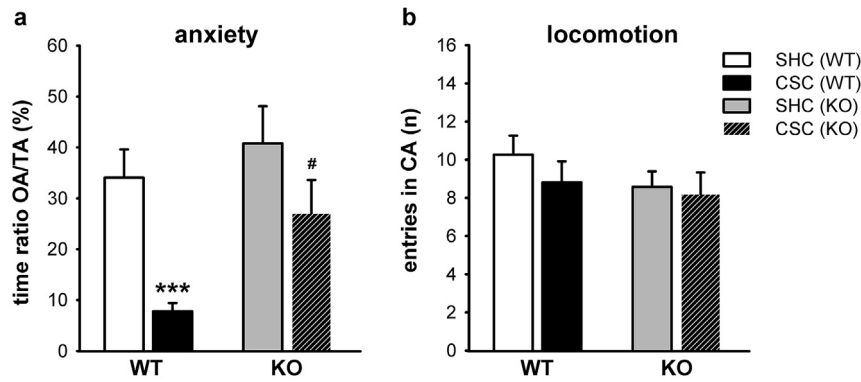 a
anxiety
time ratio OA/TA (%)
60
50
40
30
20
10
0
***
#
WT
KO
b
locomotion
entries in CA (n)
16
14
12
10
8
6
4
2
0
WT
KO
SHC (WT)
CSC (WT)
SHC (KO)
CSC (KO)